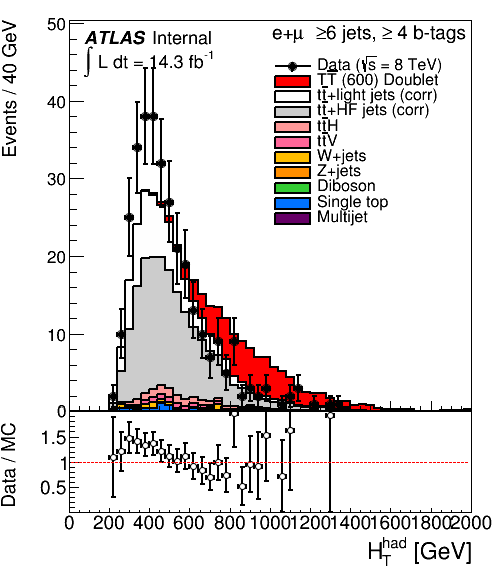 ATLAS Internal
∫ L dt = 14.3 fb⁻¹
e+μ ≥6 jets, ≥ 4 b-tags
Data (√s = 8 TeV)
TT̅ (600) Doublet
tt̅+light jets (corr)
tt̅+HF jets (corr)
tt̅H
tt̅V
W+jets
Z+jets
Diboson
Single top
Multijet
Events / 40 GeV
50
40
30
20
10
0
Data / MC
1.5
1
0.5
0 200 400 600 800 1000 1200 1400 1600 1800 2000
H_T^had [GeV]